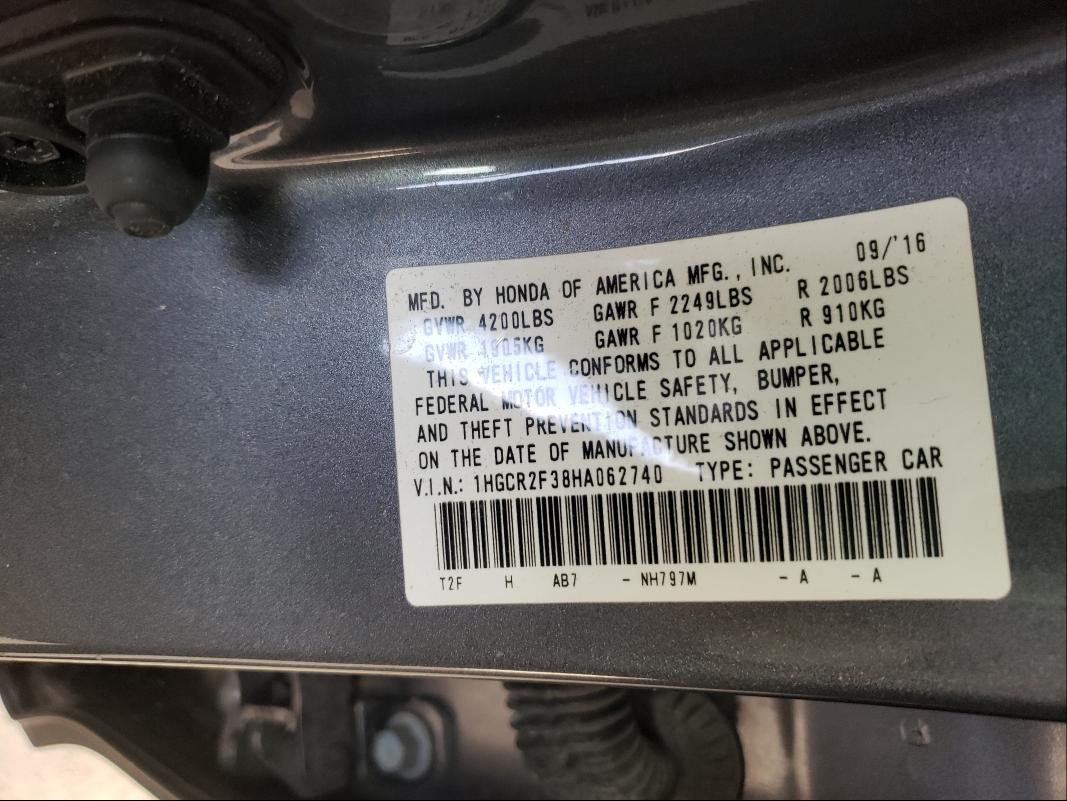 MFD. BY HONDA OF AMERICA MFG., INC. 09/'16
GVWR 4200LBS GAWR F 2249LBS R 2006LBS
GVWR 1905KG GAWR F 1020KG R 910KG
THIS VEHICLE CONFORMS TO ALL APPLICABLE
FEDERAL MOTOR VEHICLE SAFETY, BUMPER,
AND THEFT PREVENTION STANDARDS IN EFFECT
ON THE DATE OF MANUFACTURE SHOWN ABOVE.
V.I.N.: 1HGCR2F38HA062740 TYPE: PASSENGER CAR
T2F H AB7 - NH797M - A - A